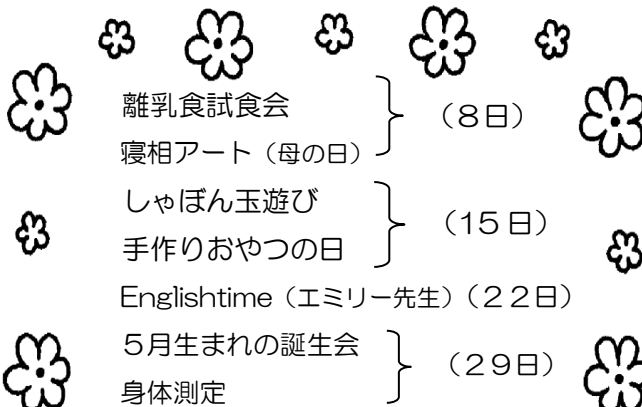 離乳食試食会
寝相アート（母の日）
（８日）
しゃぼん玉遊び
手作りおやつの日
（15日）
Englishtime（エミリー先生）（２２日）
５月生まれの誕生会
身体測定
（29日）